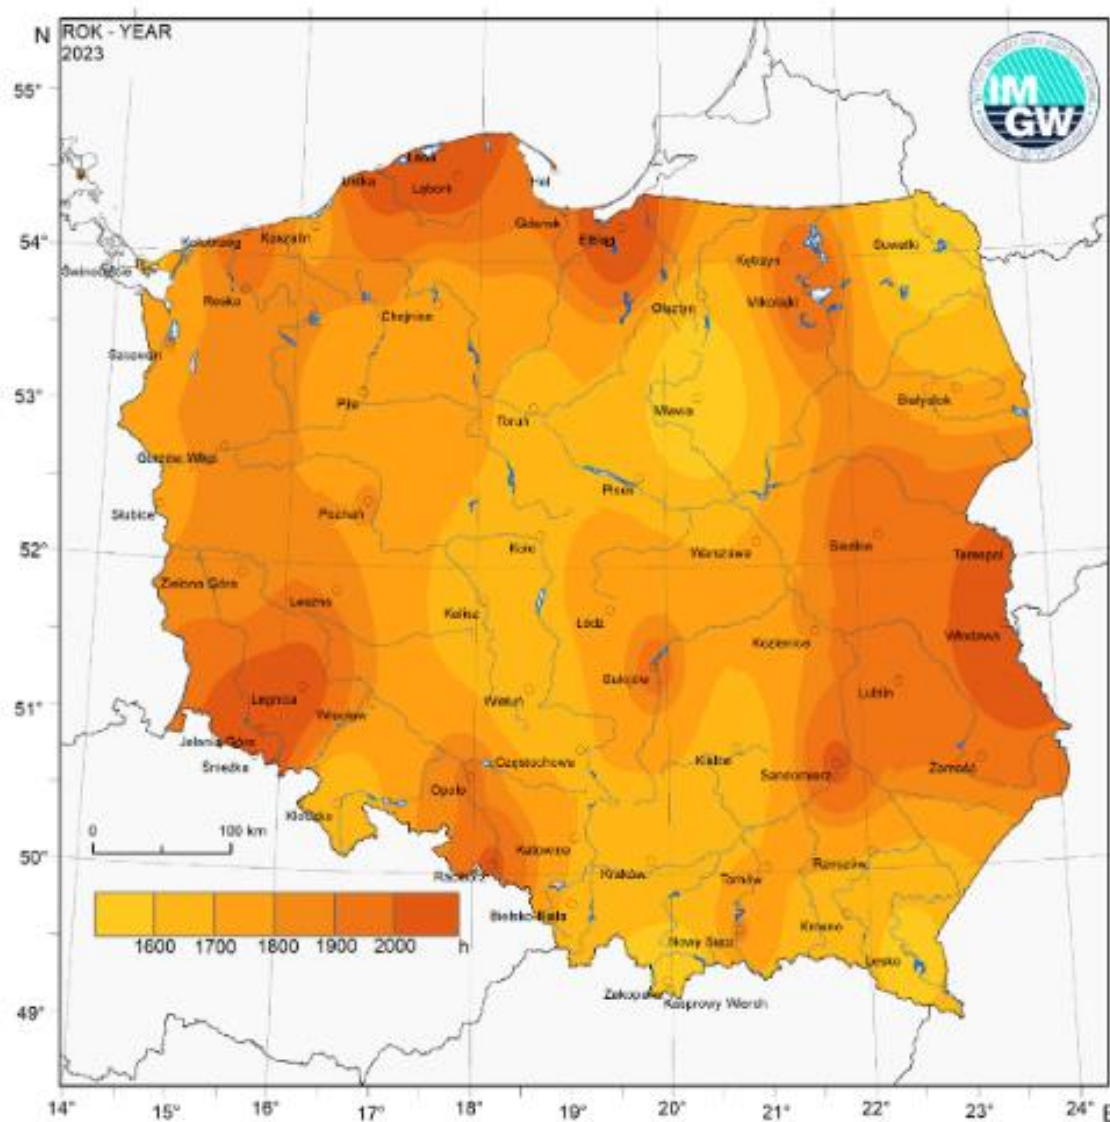 N
ROK - YEAR
2023
IM
GW
55°
Łeba
Ustka
Lębork
Hel
54°
Gdańsk
Elbląg
Kołobrzeg
Koszalin
Suwałki
Kętrzyn
Resko
Mikołajki
Chojnice
Olsztyn
53°
Piła
Toruń
Mława
Białystok
Gorzów Wlkp
Płock
Słubice
Poznań
52°
Koło
Warszawa
Siedlce
Terespol
Zielona Góra
Leszno
Kalisz
Łódź
Kozienice
Włodawa
51°
Legnica
Wrocław
Wieluń
Sulejów
Lublin
Jelenia Góra
Śnieżka
Częstochowa
Kielce
Sandomierz
Zamość
Opole
Kłodzko
0
100 km
50°
Katowice
Kraków
Tarnów
Rzeszów
Bielsko-Biała
Nowy Sącz
Krosno
Lesko
1600 1700 1800 1900 2000 h
49°
Zakopane
Kasprowy Wierch
14° 15° 16° 17° 18° 19° 20° 21° 22° 23° 24° E